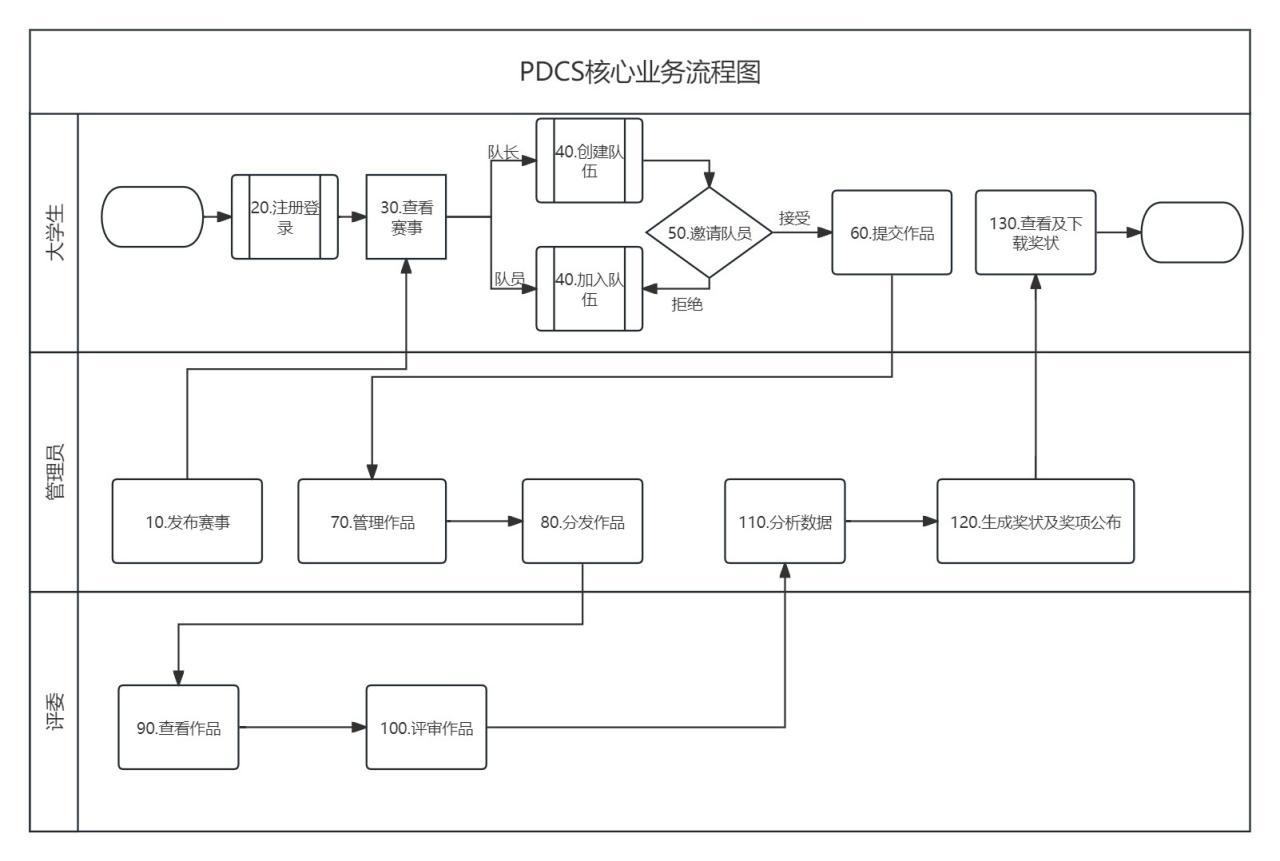 PDCS核心业务流程图
大学生
20.注册登
录
30.查看
赛事
队长
40.创建队
伍
队员
40.加入队
伍
50.邀请队员
接受
拒绝
60.提交作品
130.查看及下
载奖状
管理员
10.发布赛事
70.管理作品
80.分发作品
110.分析数据
120.生成奖状及奖项公布
评委
90.查看作品
100.评审作品